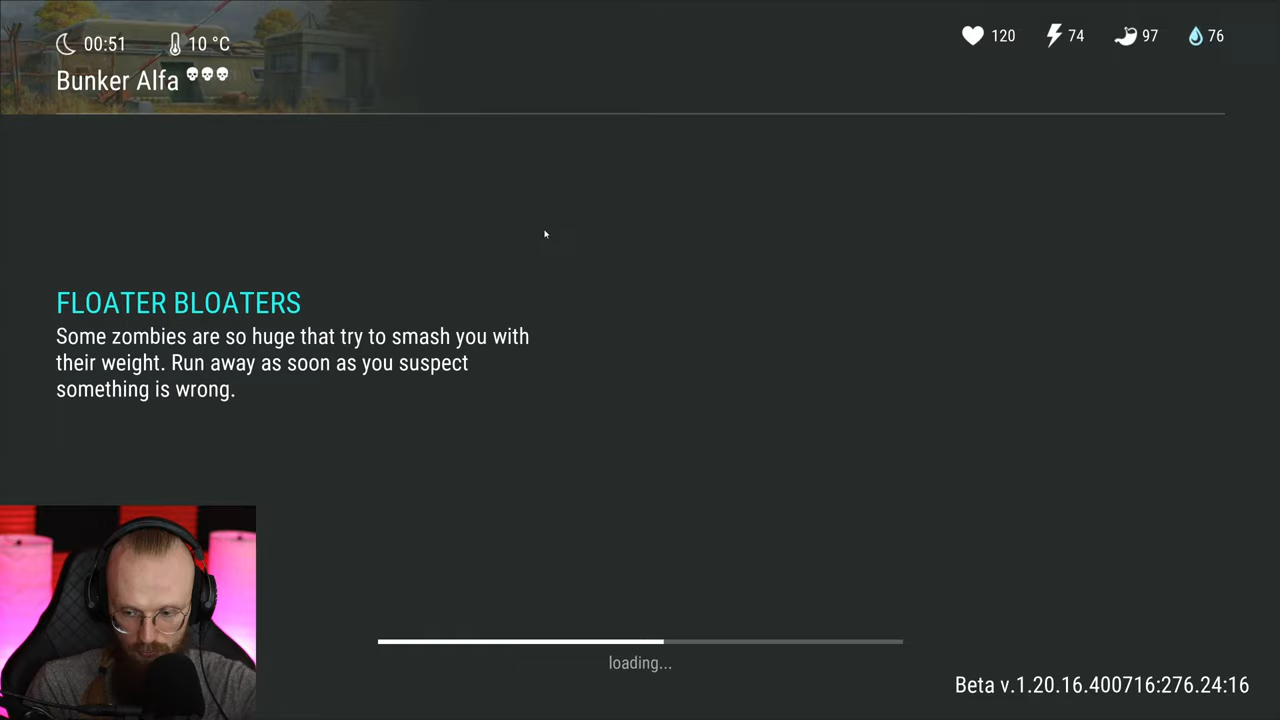 00:51 10 °C
Bunker Alfa
120 74 97 76
FLOATER BLOATERS
Some zombies are so huge that try to smash you with
their weight. Run away as soon as you suspect
something is wrong.
loading...
Beta v.1.20.16.400716:276.24:16